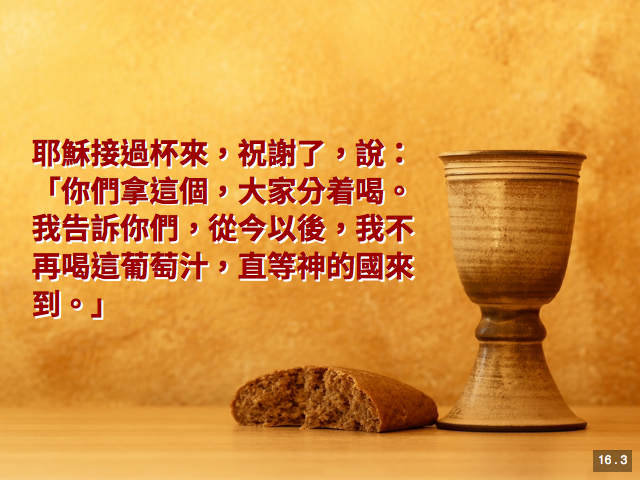 耶穌接過杯來，祝謝了，說：
「你們拿這個，大家分着喝。
我告訴你們，從今以後，我不
再喝這葡萄汁，直等神的國來
到。」
16.3